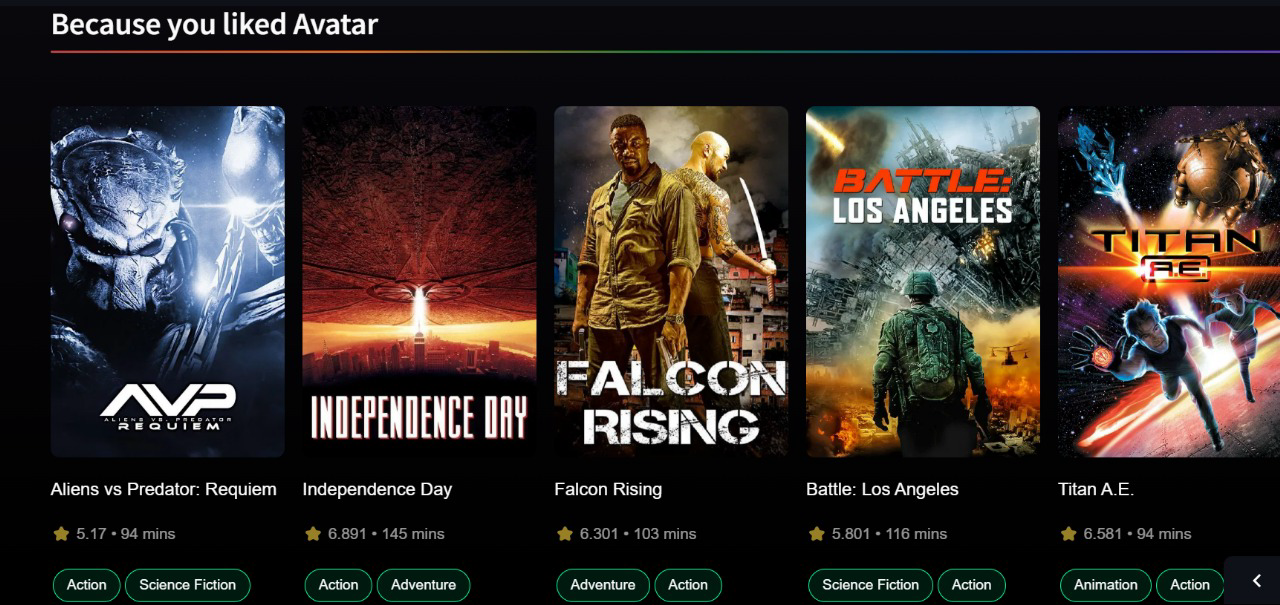 Because you liked Avatar
AVP
ALIENS VS. PREDATOR
REQUIEM
INDEPENDENCE DAY
FALCON
RISING
BATTLE:
LOS ANGELES
TITAN
A.E.
Aliens vs Predator: Requiem
Independence Day
Falcon Rising
Battle: Los Angeles
Titan A.E.
5.17 • 94 mins
6.891 • 145 mins
6.301 • 103 mins
5.801 • 116 mins
6.581 • 94 mins
Action Science Fiction
Action Adventure
Adventure Action
Science Fiction Action
Animation Action